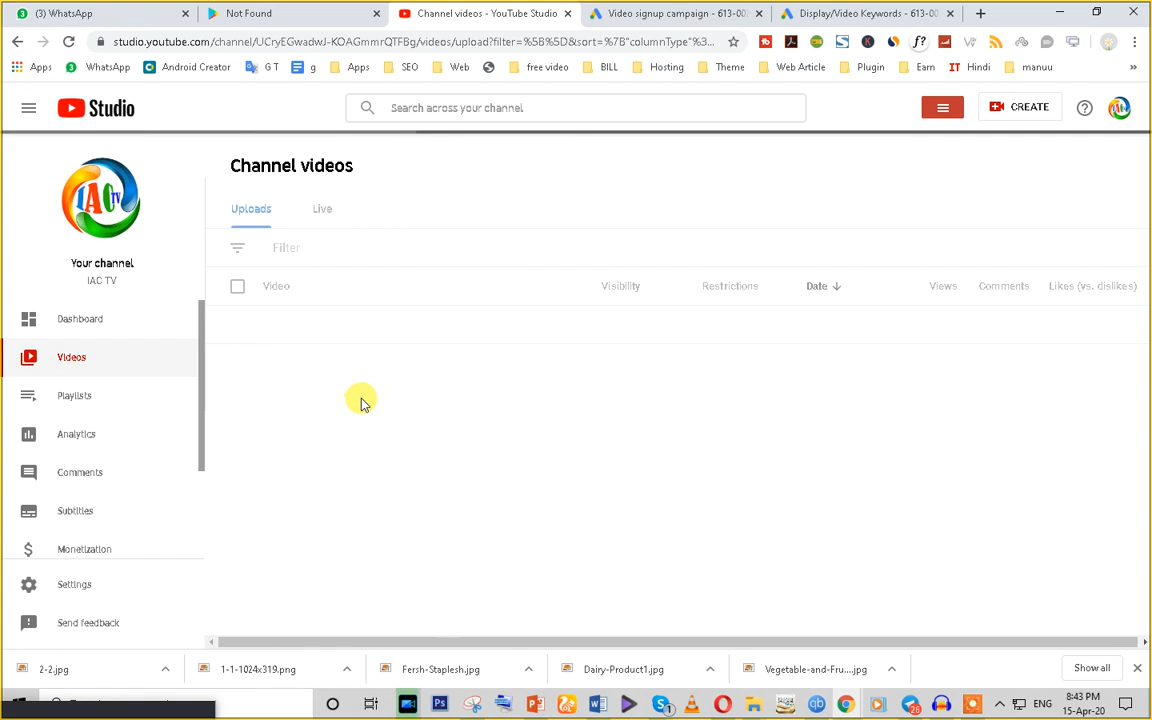 (3) WhatsApp
Not Found
Channel videos - YouTube Studio
Video signup campaign - 613-00
Display/Video Keywords - 613-00
studio.youtube.com/channel/UCryEGwadwJ-KOAGmmrQTFBg/videos/upload?filter=%5B%5D&sort=%7B"columnType"%3...
Apps WhatsApp Android Creator G T g Apps SEO Web free video BILL Hosting Theme Web Article Plugin Earn IT Hindi manuu »
Studio
Search across your channel
CREATE
IAC TV
Your channel
IAC TV
Dashboard
Videos
Playlists
Analytics
Comments
Subtitles
Monetization
Settings
Send feedback
Channel videos
Uploads Live
Filter
Video Visibility Restrictions Date Views Comments Likes (vs. dislikes)
2-2.jpg 1-1-1024x319.png Fersh-Staplesh.jpg Dairy-Product1.jpg Vegetable-and-Fru....jpg Show all
ENG
8:43 PM
15-Apr-20